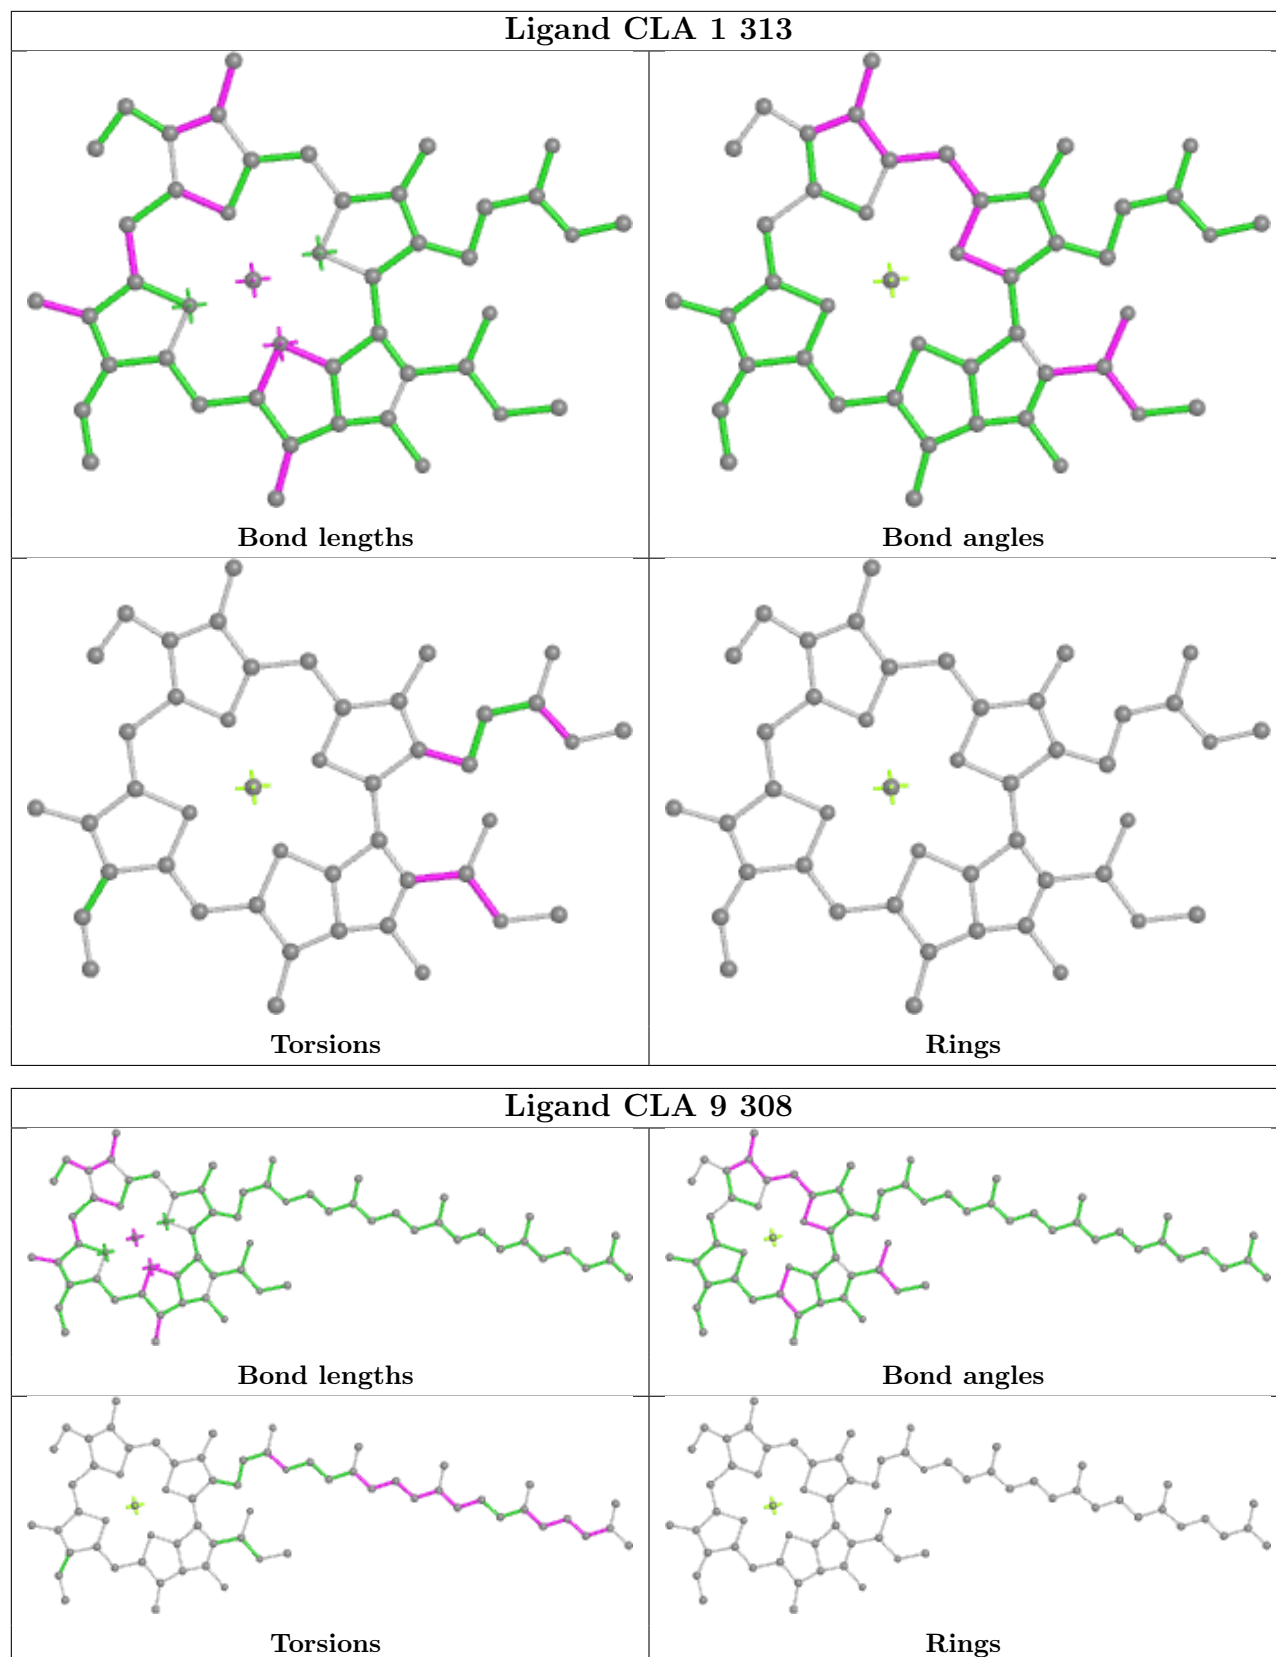 Ligand CLA 1 313
Bond lengths
Bond angles
Torsions
Rings
Ligand CLA 9 308
Bond lengths
Bond angles
Torsions
Rings